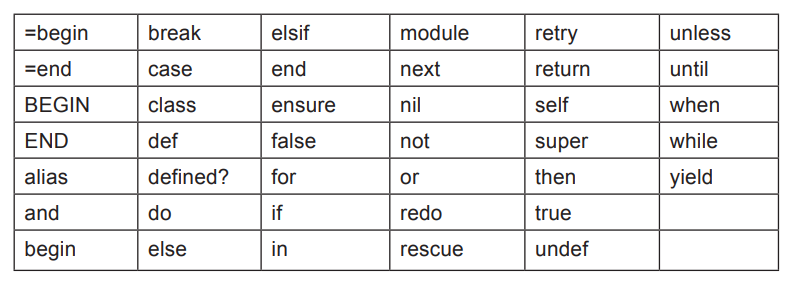 =begin break elsif module retry unless
=end case end next return until
BEGIN class ensure nil self when
END def false not super while
alias defined? for or then yield
and do if redo true
begin else in rescue undef